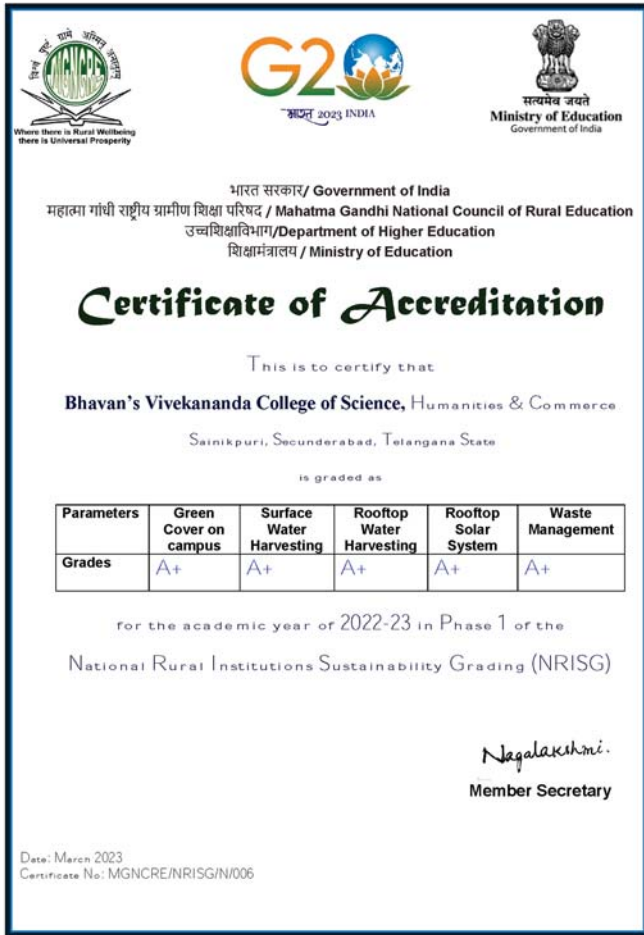 विश्वं पुष्टं ग्रामे अस्मिन् अनातुरम्
MGNCRE
Where there is Rural Wellbeing
there is Universal Prosperity
G20
भारत 2023 INDIA
सत्यमेव जयते
Ministry of Education
Government of India
भारत सरकार/ Government of India
महात्मा गांधी राष्ट्रीय ग्रामीण शिक्षा परिषद / Mahatma Gandhi National Council of Rural Education
उच्चशिक्षाविभाग/Department of Higher Education
शिक्षामंत्रालय / Ministry of Education
Certificate of Accreditation
This is to certify that
Bhavan's Vivekananda College of Science, Humanities & Commerce
Sainikpuri, Secunderabad, Telangana State
is graded as
Parameters Green Cover on campus Surface Water Harvesting Rooftop Water Harvesting Rooftop Solar System Waste Management
Grades A+ A+ A+ A+ A+
for the academic year of 2022-23 in Phase 1 of the
National Rural Institutions Sustainability Grading (NRISG)
Nagalakshmi.
Member Secretary
Date: March 2023
Certificate No: MGNCRE/NRISG/N/006